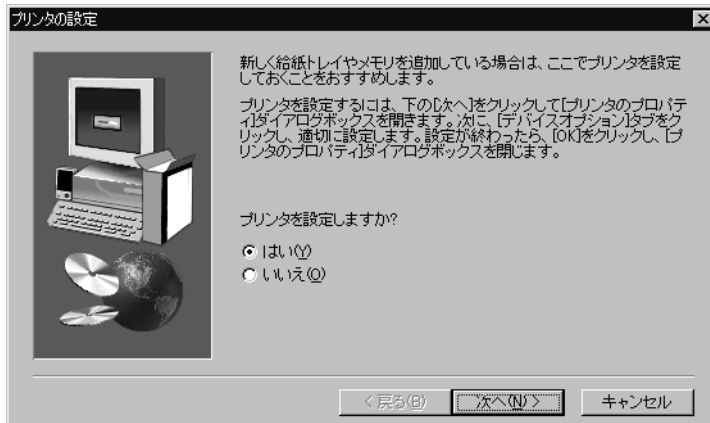 プリンタの設定
新しく給紙トレイやメモリを追加している場合は、ここでプリンタを設定
しておくことをおすすめします。
プリンタを設定するには、下の[次へ]をクリックして[プリンタのプロパテ
ィ]ダイアログボックスを開きます。次に、[デバイスオプション]タブをク
リックし、適切に設定します。設定が終わったら、[OK]をクリックし、[プ
リンタのプロパティ]ダイアログボックスを閉じます。
プリンタを設定しますか?
はい(Y)
いいえ(O)
< 戻る(B)
次へ(N) >
キャンセル